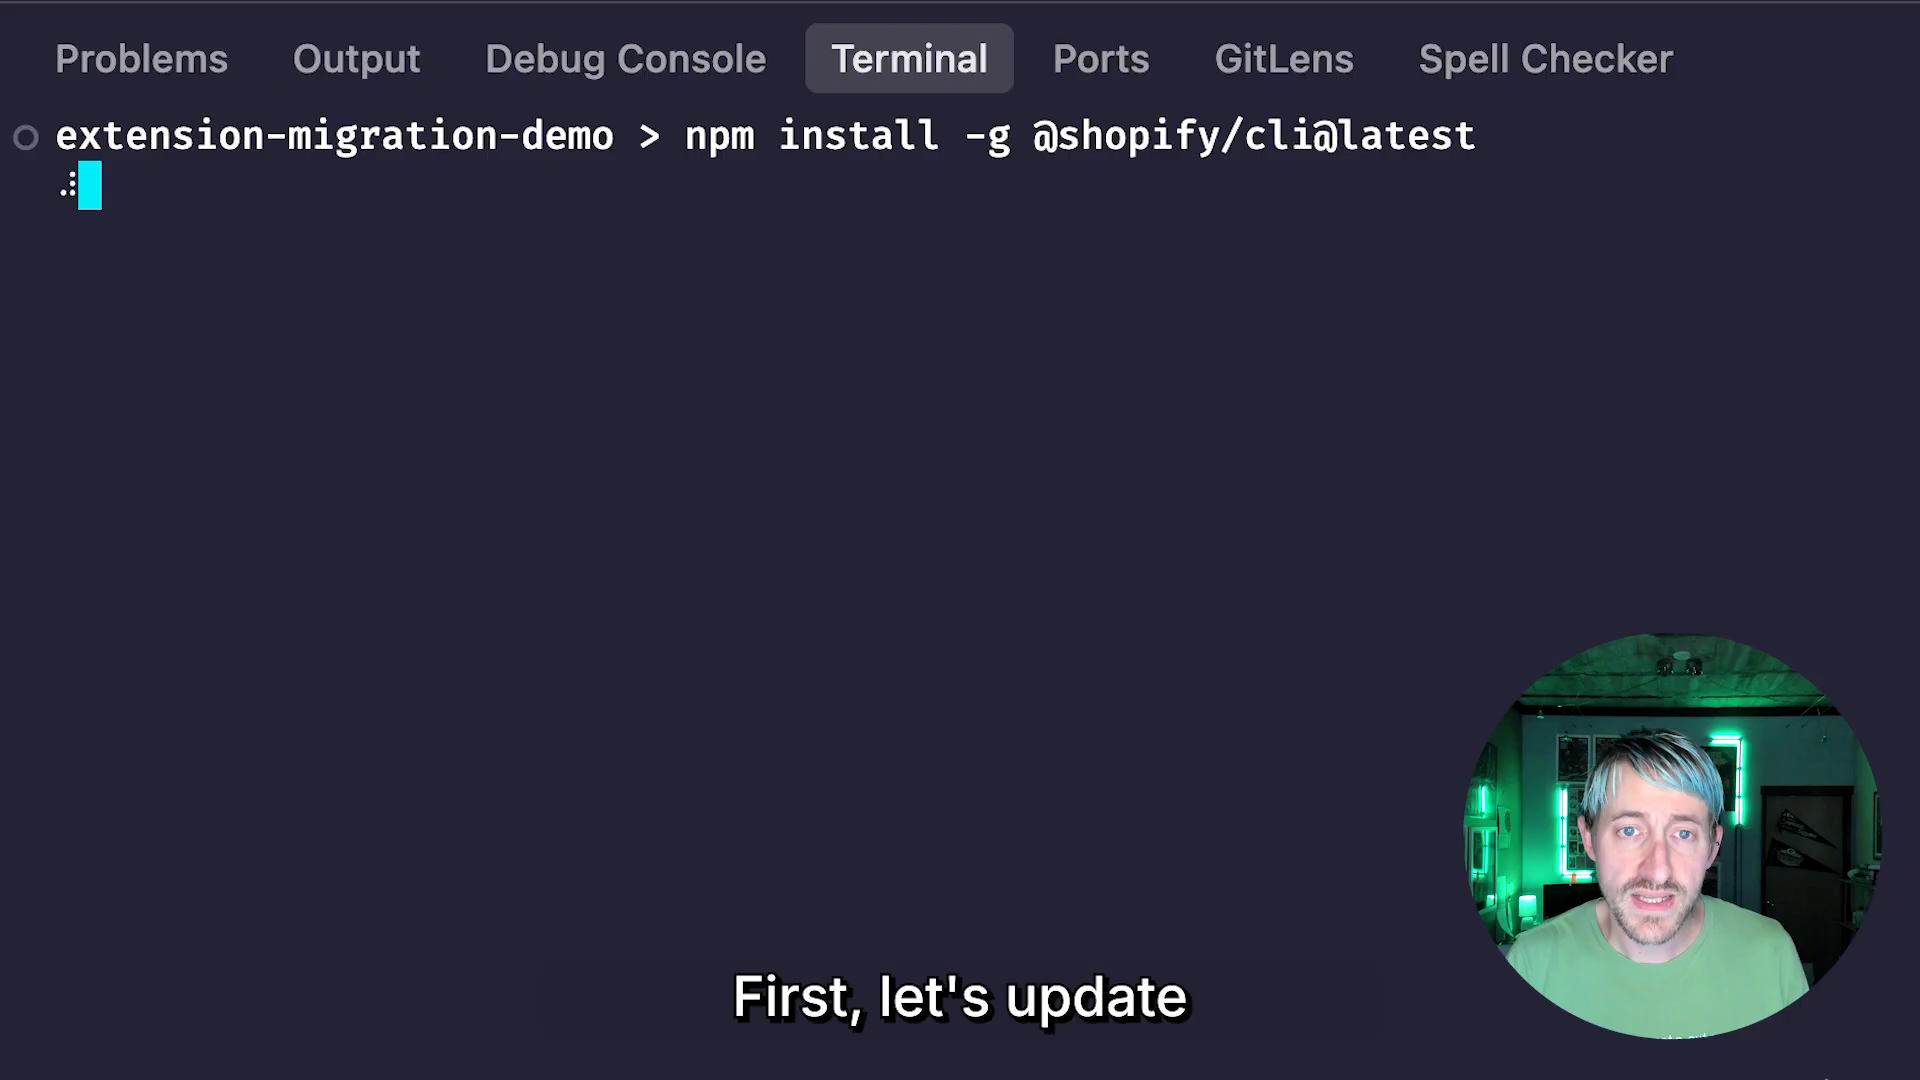 Problems Output Debug Console Terminal Ports GitLens Spell Checker
extension-migration-demo > npm install -g @shopify/cli@latest
First, let's update